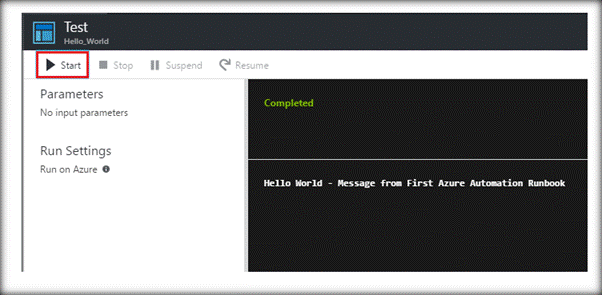 Test
Hello_World
Start
Stop
Suspend
Resume
Parameters
No input parameters
Run Settings
Run on Azure
Completed
Hello World - Message from First Azure Automation Runbook